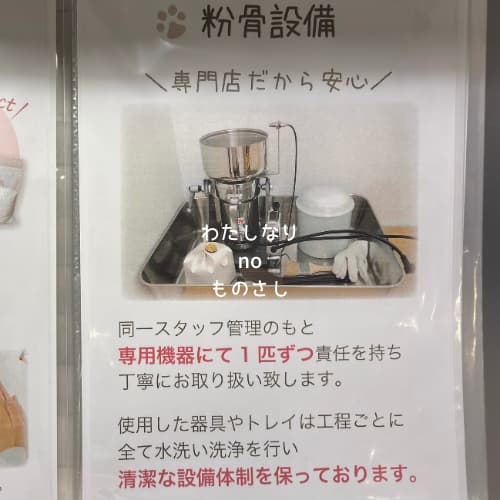 粉骨設備
＼専門店だから安心／
ct
わたしなり
no
ものさし
同一スタッフ管理のもと
専用機器にて1匹ずつ責任を持ち
丁寧にお取り扱い致します。
使用した器具やトレイは工程ごとに
全て水洗い洗浄を行い
清潔な設備体制を保っております。